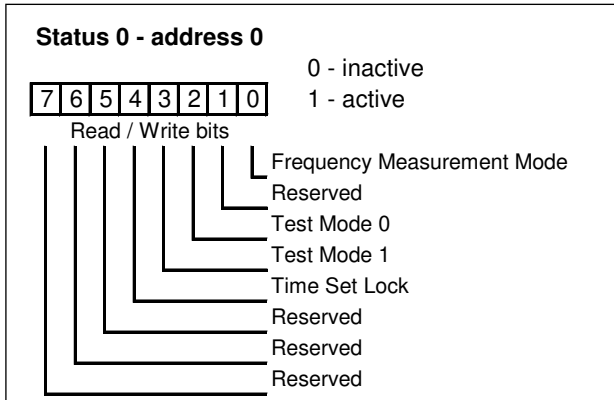 Status 0 - address 0
0 - inactive
1 - active
7 6 5 4 3 2 1 0
Read / Write bits
Frequency Measurement Mode
Reserved
Test Mode 0
Test Mode 1
Time Set Lock
Reserved
Reserved
Reserved